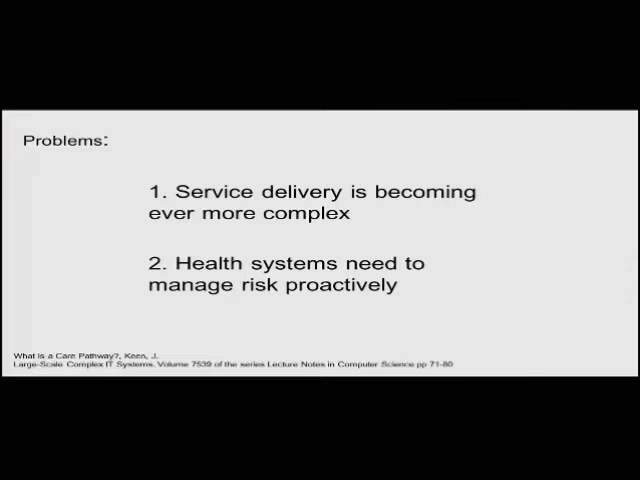 Problems:
1. Service delivery is becoming
ever more complex
2. Health systems need to
manage risk proactively
What is a Care Pathway?, Keen, J.
Large-Scale Complex IT Systems. Volume 7539 of the series Lecture Notes in Computer Science pp 71-80